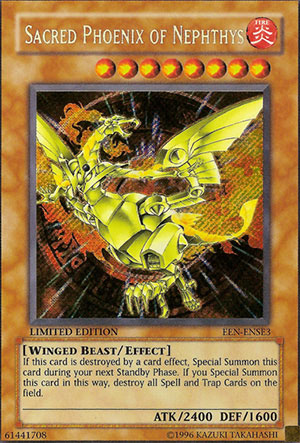 SACRED PHOENIX OF NEPHTHYS
FIRE
炎
LIMITED EDITION
EEN-ENSE3
[WINGED BEAST/EFFECT]
If this card is destroyed by a card effect, Special Summon this
card during your next Standby Phase. If you Special Summon
this card in this way, destroy all Spell and Trap Cards on the
field.
ATK/2400 DEF/1600
61441708
©1996 KAZUKI TAKAHASHI